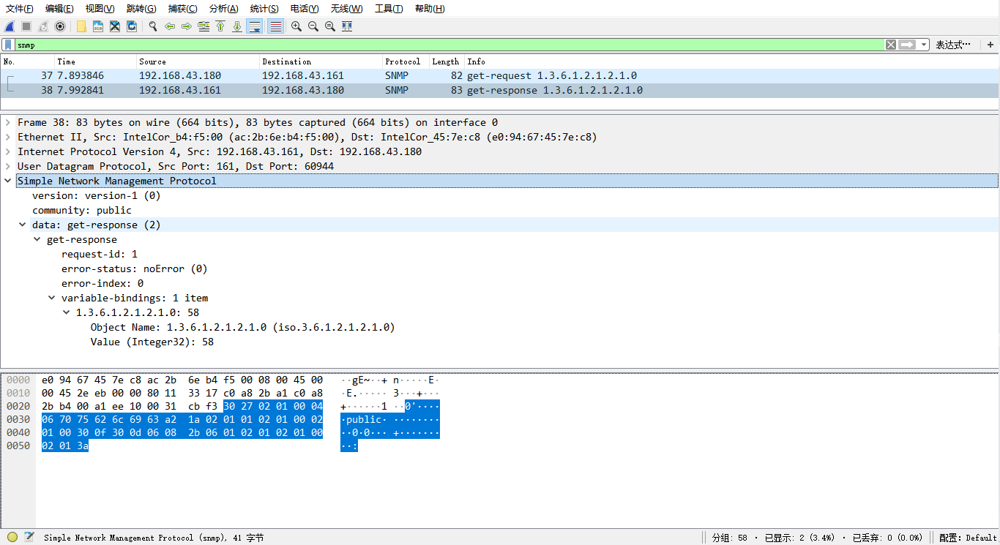 文件(F) 编辑(E) 视图(V) 跳转(G) 捕获(C) 分析(A) 统计(S) 电话(Y) 无线(W) 工具(T) 帮助(H)
snmp 表达式… +
No. Time Source Destination Protocol Length Info
37 7.893846 192.168.43.180 192.168.43.161 SNMP 82 get-request 1.3.6.1.2.1.2.1.0
38 7.992841 192.168.43.161 192.168.43.180 SNMP 83 get-response 1.3.6.1.2.1.2.1.0
Frame 38: 83 bytes on wire (664 bits), 83 bytes captured (664 bits) on interface 0
Ethernet II, Src: IntelCor_b4:f5:00 (ac:2b:6e:b4:f5:00), Dst: IntelCor_45:7e:c8 (e0:94:67:45:7e:c8)
Internet Protocol Version 4, Src: 192.168.43.161, Dst: 192.168.43.180
User Datagram Protocol, Src Port: 161, Dst Port: 60944
Simple Network Management Protocol
version: version-1 (0)
community: public
data: get-response (2)
get-response
request-id: 1
error-status: noError (0)
error-index: 0
variable-bindings: 1 item
1.3.6.1.2.1.2.1.0: 58
Object Name: 1.3.6.1.2.1.2.1.0 (iso.3.6.1.2.1.2.1.0)
Value (Integer32): 58
0000 e0 94 67 45 7e c8 ac 2b 6e b4 f5 00 08 00 45 00 ··gE~··+ n·····E·
0010 00 45 2e eb 00 00 80 11 33 17 c0 a8 2b a1 c0 a8 ·E.····· 3···+···
0020 2b b4 00 a1 ee 10 00 31 cb f3 30 27 02 01 00 04 +······1 ··0'····
0030 06 70 75 62 6c 69 63 a2 1a 02 01 01 02 01 00 02 ·public· ········
0040 01 00 30 0f 30 0d 06 08 2b 06 01 02 01 02 01 00 ··0·0··· +·······
0050 02 01 3a ··:
Simple Network Management Protocol (snmp), 41 字节 分组: 58 · 已显示: 2 (3.4%) · 已丢弃: 0 (0.0%) 配置: Default